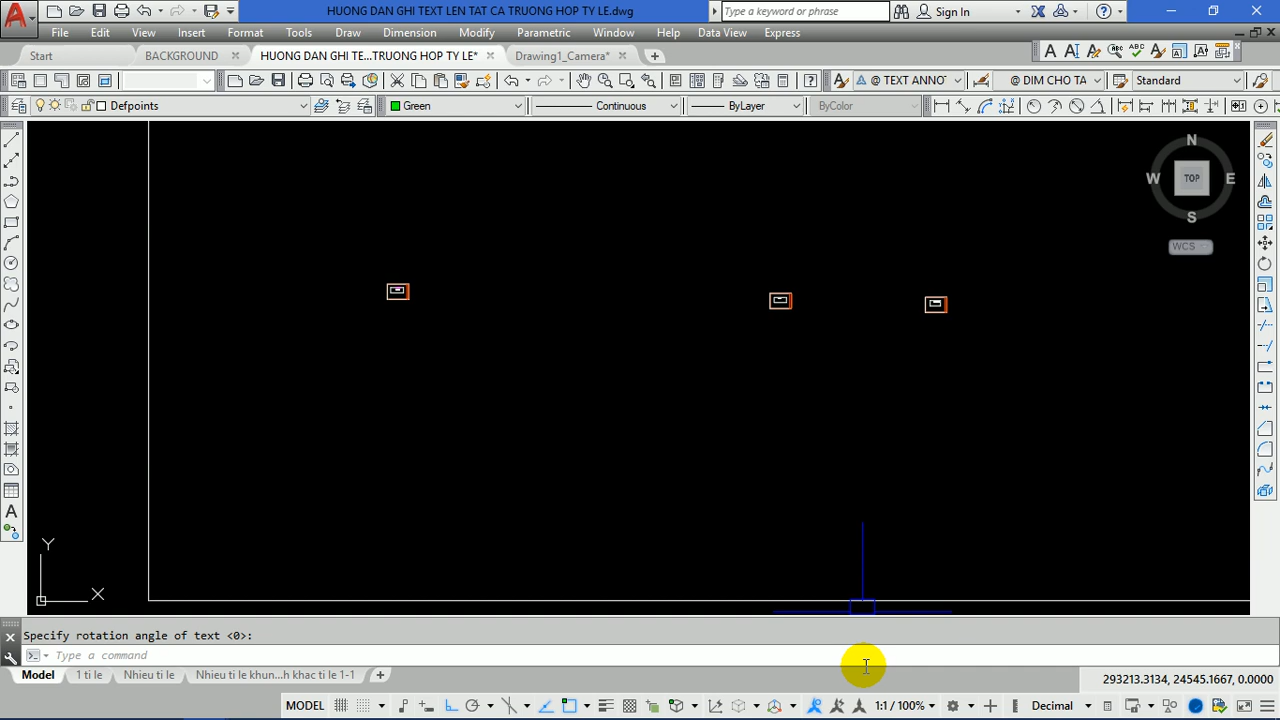 HUONG DAN GHI TEXT LEN TAT CA TRUONG HOP TY LE.dwg
Type a keyword or phrase
Sign In
File Edit View Insert Format Tools Draw Dimension Modify Parametric Window Help Data View Express
Start BACKGROUND HUONG DAN GHI TE...TRUONG HOP TY LE* Drawing1_Camera*
@ TEXT ANNO @ DIM CHO TA Standard
Defpoints Green Continuous ByLayer ByColor
N
W TOP E
S
WCS
Y
X
Specify rotation angle of text <0>:
Type a command
Model 1 ti le Nhieu ti le Nhieu ti le khun...h khac ti le 1-1
293213.3134, 24545.1667, 0.0000
MODEL 1:1 / 100% Decimal